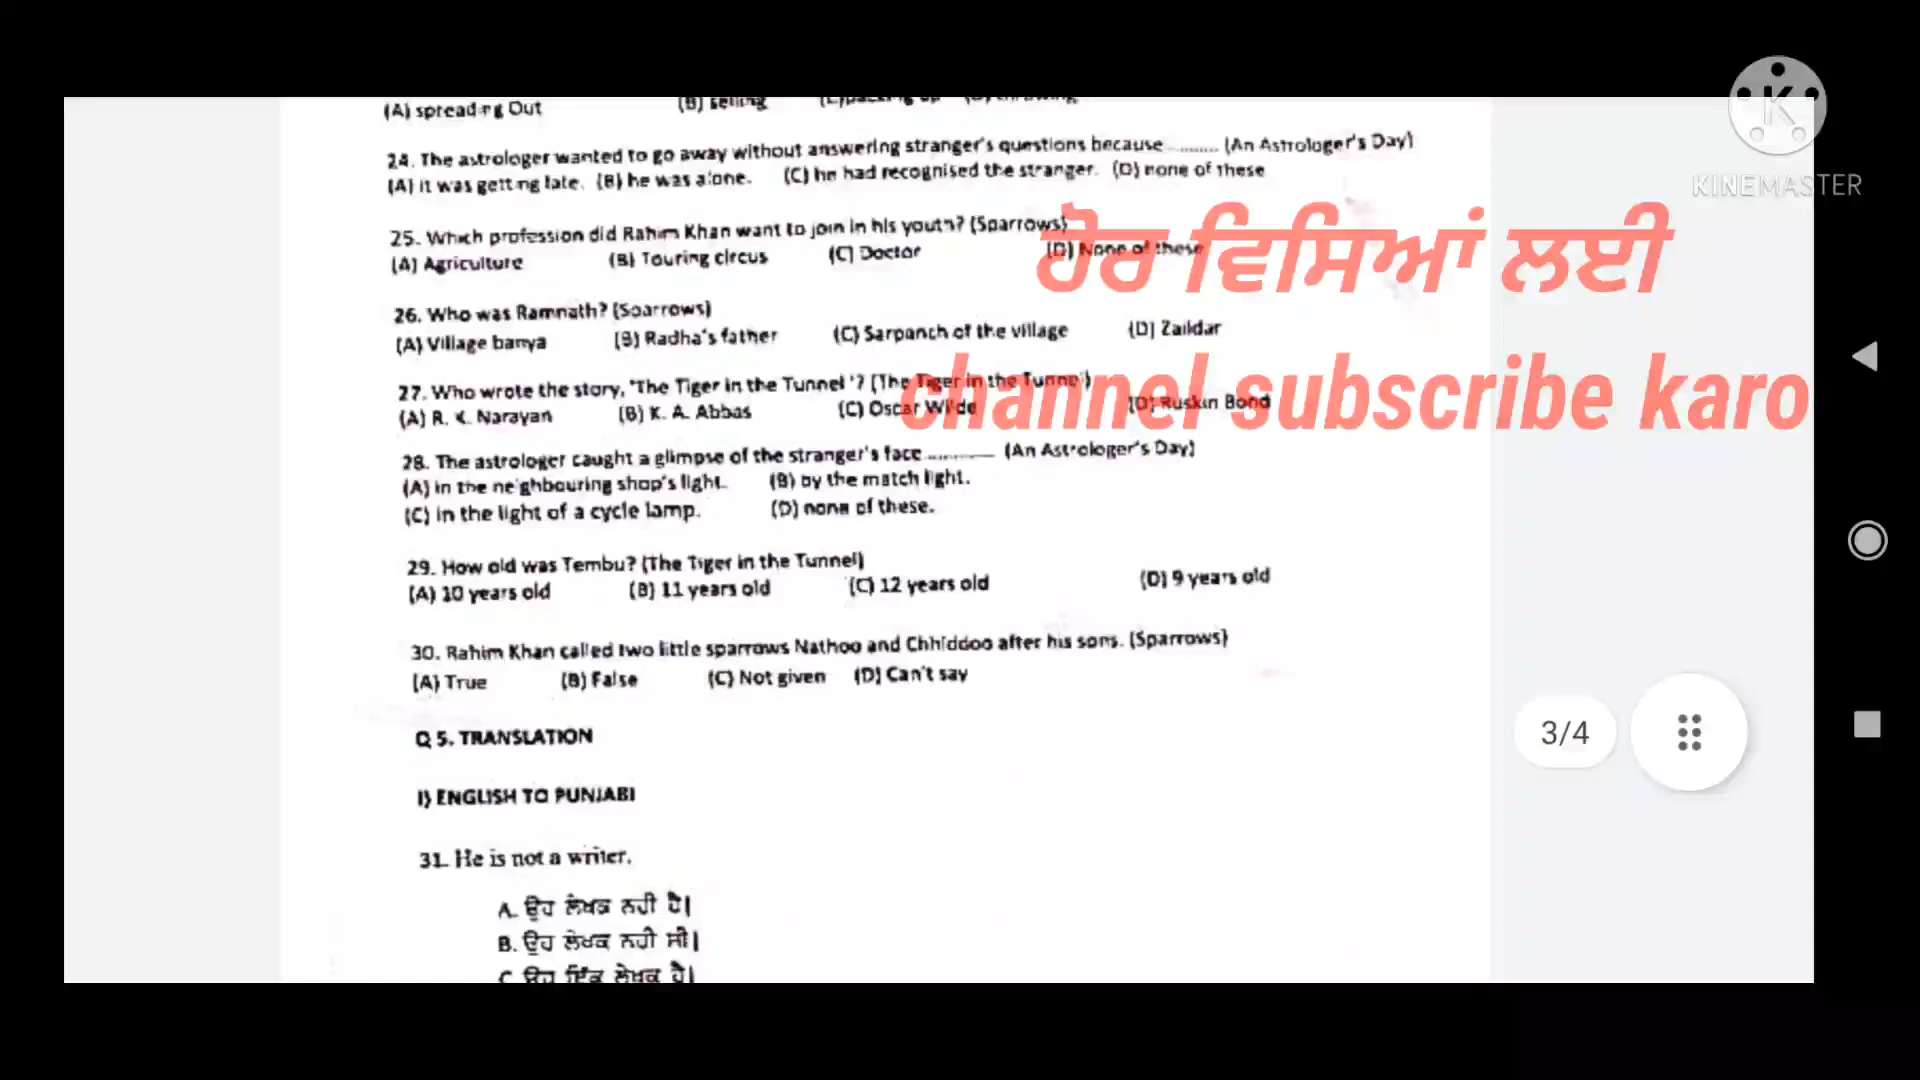 (A) spreading Out (B) selling (C) packing up (D) throwing
24. The astrologer wanted to go away without answering stranger's questions because ......... (An Astrologer's Day)
(A) it was getting late. (B) he was alone. (C) he had recognised the stranger. (D) none of these
25. Which profession did Rahim Khan want to join in his youth? (Sparrows)
(A) Agriculture (B) Touring circus (C) Doctor (D) None of these
26. Who was Ramnath? (Sparrows)
(A) Village banya (B) Radha's father (C) Sarpanch of the village (D) Zaildar
27. Who wrote the story, 'The Tiger in the Tunnel'? (The Tiger in the Tunnel)
(A) R. K. Narayan (B) K. A. Abbas (C) Oscar Wilde (D) Ruskin Bond
28. The astrologer caught a glimpse of the stranger's face ............ (An Astrologer's Day)
(A) in the neighbouring shop's light. (B) by the match light.
(C) in the light of a cycle lamp. (D) none of these.
29. How old was Tembu? (The Tiger in the Tunnel)
(A) 10 years old (B) 11 years old (C) 12 years old (D) 9 years old
30. Rahim Khan called two little sparrows Nathoo and Chhiddoo after his sons. (Sparrows)
(A) True (B) False (C) Not given (D) Can't say
Q 5. TRANSLATION
I) ENGLISH TO PUNJABI
31. He is not a writer.
A. ਉਹ ਲੇਖਕ ਨਹੀ ਹੈ|
B. ਉਹ ਲੇਖਕ ਨਹੀ ਸੀ|
C ਉਹ ਇੱਕ ਲੇਖਕ ਹੈ|
ਹੋਰ ਵਿਸਿਆਂ ਲਈ
channel subscribe karo
K
KINEMASTER
3/4